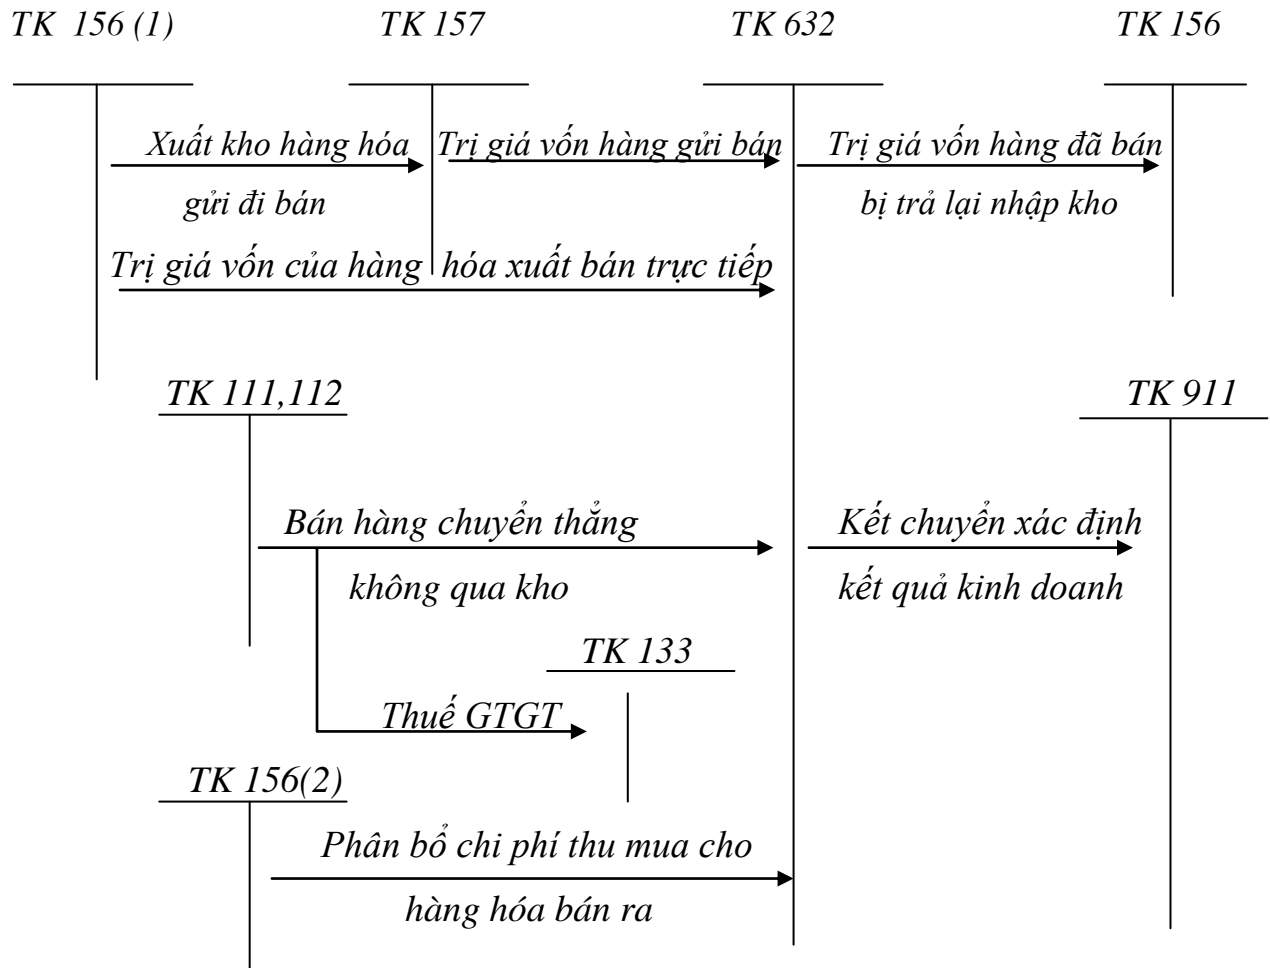 TK 156 (1) TK 157 TK 632 TK 156
Xuất kho hàng hóa
gửi đi bán
Trị giá vốn hàng gửi bán
Trị giá vốn hàng đã bán
bị trả lại nhập kho
Trị giá vốn của hàng hóa xuất bán trực tiếp
TK 111,112
TK 911
Bán hàng chuyển thẳng
không qua kho
Kết chuyển xác định
kết quả kinh doanh
TK 133
Thuế GTGT
TK 156(2)
Phân bổ chi phí thu mua cho
hàng hóa bán ra